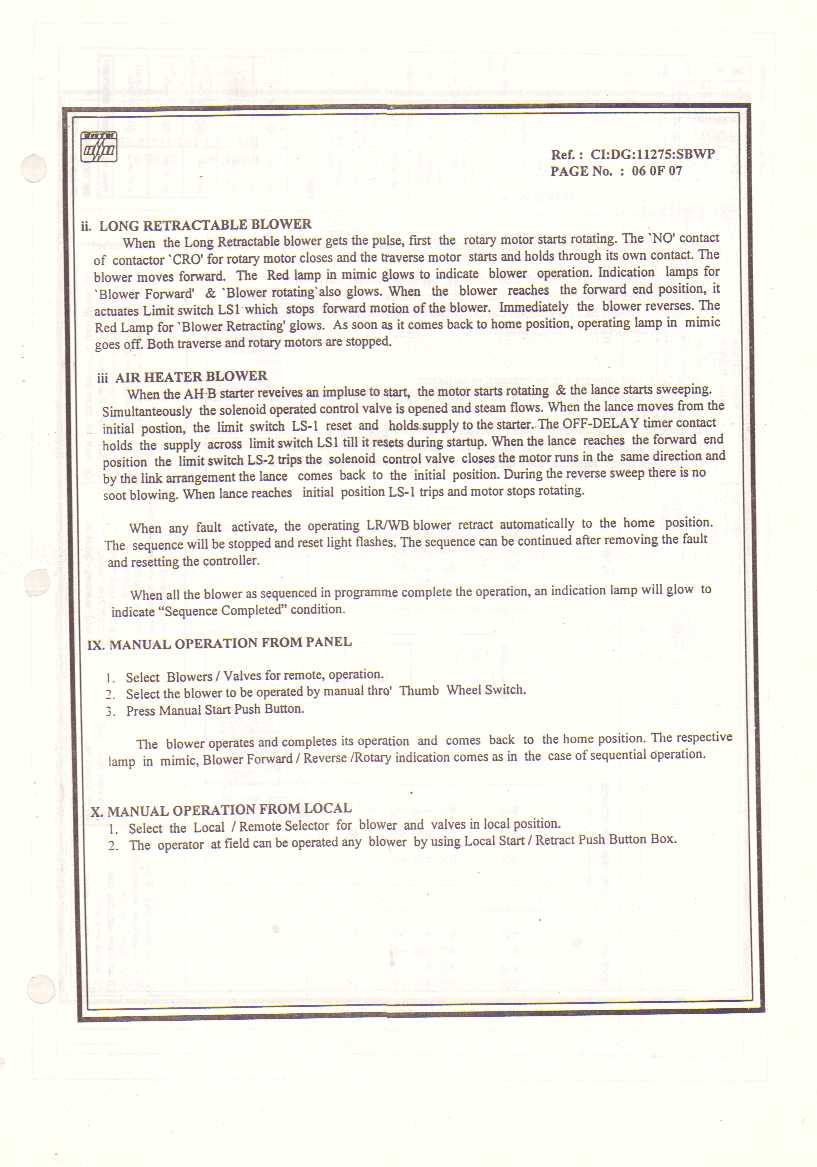 Ref. : CI:DG:11275:SBWP
PAGE No. : 06 0F 07
ii. LONG RETRACTABLE BLOWER
When the Long Retractable blower gets the pulse, first the rotary motor starts rotating. The `NO' contact
of contactor `CRO' for rotary motor closes and the traverse motor starts and holds through its own contact. The
blower moves forward. The Red lamp in mimic glows to indicate blower operation. Indication lamps for
`Blower Forward' & `Blower rotating`also glows. When the blower reaches the forward end position, it
actuates Limit switch LS1 which stops forward motion of the blower. Immediately the blower reverses. The
Red Lamp for `Blower Retracting' glows. As soon as it comes back to home position, operating lamp in mimic
goes off. Both traverse and rotary motors are stopped.
iii AIR HEATER BLOWER
When the AH B starter reveives an impluse to start, the motor starts rotating & the lance starts sweeping.
Simultanteously the solenoid operated control valve is opened and steam flows. When the lance moves from the
initial postion, the limit switch LS-1 reset and holds supply to the starter. The OFF-DELAY timer contact
holds the supply across limit switch LS1 till it resets during startup. When the lance reaches the forward end
position the limit switch LS-2 trips the solenoid control valve closes the motor runs in the same direction and
by the link arrangement the lance comes back to the initial position. During the reverse sweep there is no
soot blowing. When lance reaches initial position LS-1 trips and motor stops rotating.
When any fault activate, the operating LR/WB blower retract automatically to the home position.
The sequence will be stopped and reset light flashes. The sequence can be continued after removing the fault
and resetting the controller.
When all the blower as sequenced in programme complete the operation, an indication lamp will glow to
indicate “Sequence Completed” condition.
IX. MANUAL OPERATION FROM PANEL
1. Select Blowers / Valves for remote, operation.
2. Select the blower to be operated by manual thro' Thumb Wheel Switch.
3. Press Manual Start Push Button.
The blower operates and completes its operation and comes back to the home position. The respective
lamp in mimic, Blower Forward / Reverse /Rotary indication comes as in the case of sequential operation.
X. MANUAL OPERATION FROM LOCAL
1. Select the Local / Remote Selector for blower and valves in local position.
2. The operator at field can be operated any blower by using Local Start / Retract Push Button Box.